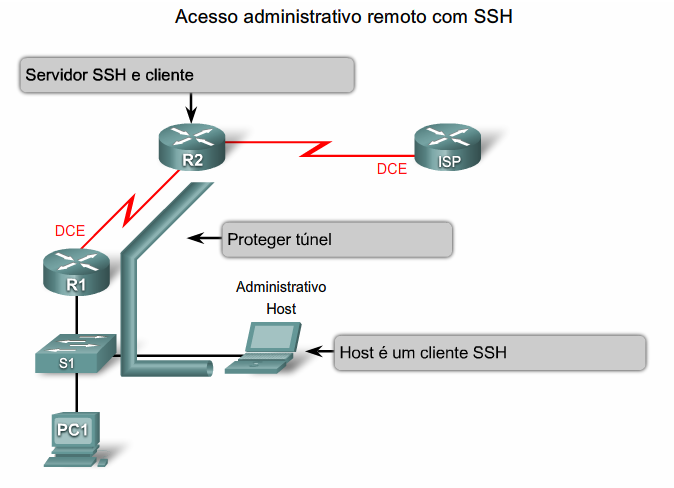 Acesso administrativo remoto com SSH
Servidor SSH e cliente
R2
ISP
DCE
Proteger túnel
DCE
R1
Administrativo
Host
Host é um cliente SSH
S1
PC1